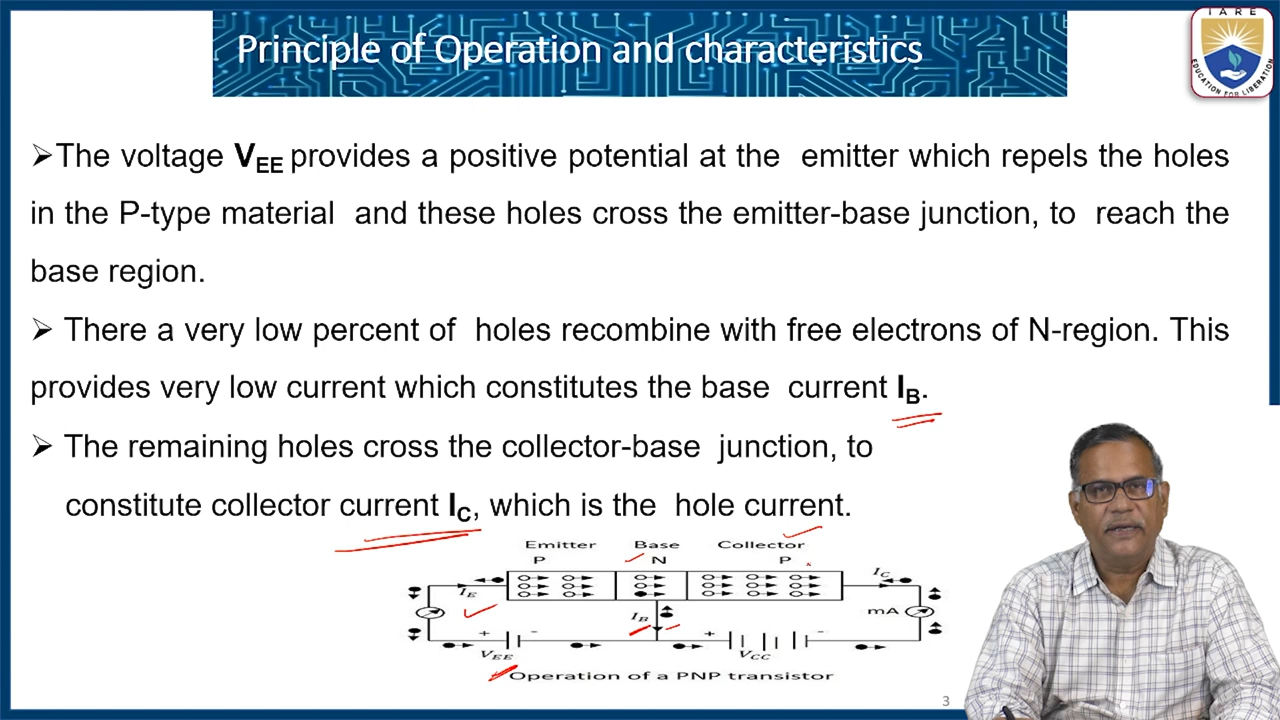 Principle of Operation and characteristics
IARE
EDUCATION FOR LIBERATION
➢The voltage VEE provides a positive potential at the emitter which repels the holes
in the P-type material and these holes cross the emitter-base junction, to reach the
base region.
➢ There a very low percent of holes recombine with free electrons of N-region. This
provides very low current which constitutes the base current IB.
➢ The remaining holes cross the collector-base junction, to
constitute collector current IC, which is the hole current.
Emitter Base Collector
P N P
IE IC
IB mA
+ - + -
VEE VCC
Operation of a PNP transistor
3